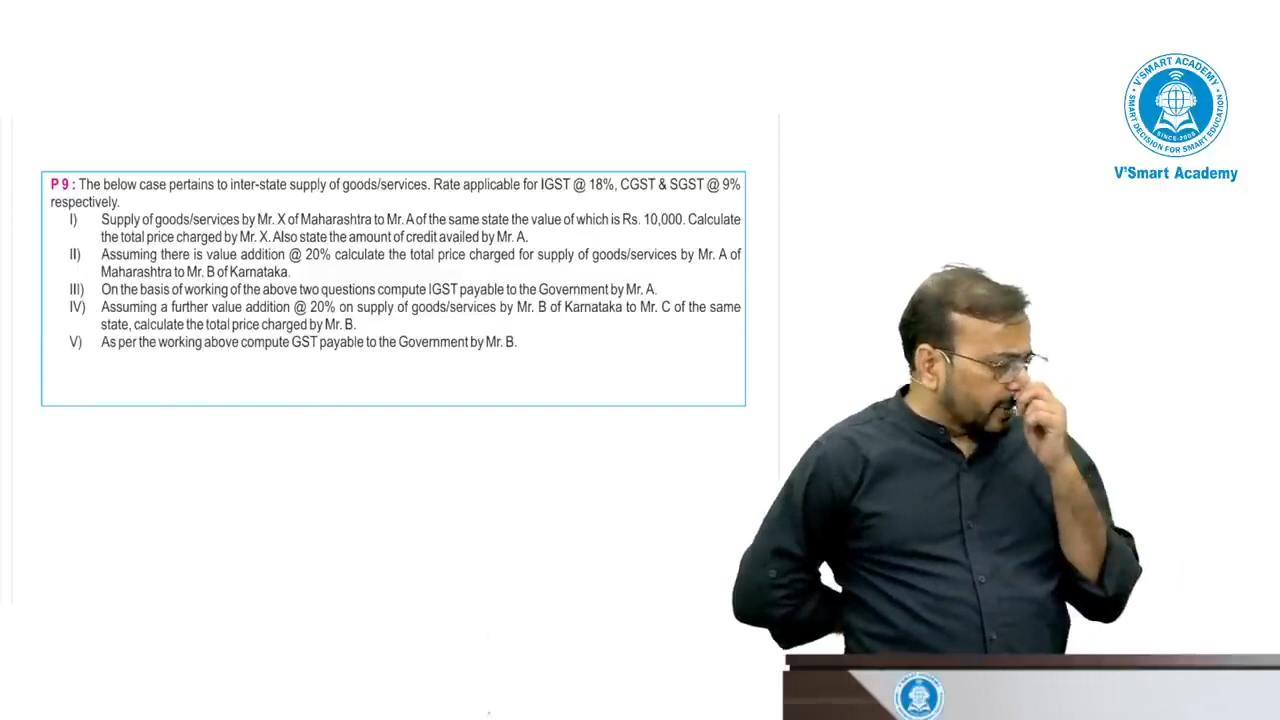 V'SMART ACADEMY
SMART DECISION FOR SMART EDUCATION
SINCE-2008
V'Smart Academy
P 9 : The below case pertains to inter-state supply of goods/services. Rate applicable for IGST @ 18%, CGST & SGST @ 9%
respectively.
I) Supply of goods/services by Mr. X of Maharashtra to Mr. A of the same state the value of which is Rs. 10,000. Calculate
the total price charged by Mr. X. Also state the amount of credit availed by Mr. A.
II) Assuming there is value addition @ 20% calculate the total price charged for supply of goods/services by Mr. A of
Maharashtra to Mr. B of Karnataka.
III) On the basis of working of the above two questions compute IGST payable to the Government by Mr. A.
IV) Assuming a further value addition @ 20% on supply of goods/services by Mr. B of Karnataka to Mr. C of the same
state, calculate the total price charged by Mr. B.
V) As per the working above compute GST payable to the Government by Mr. B.